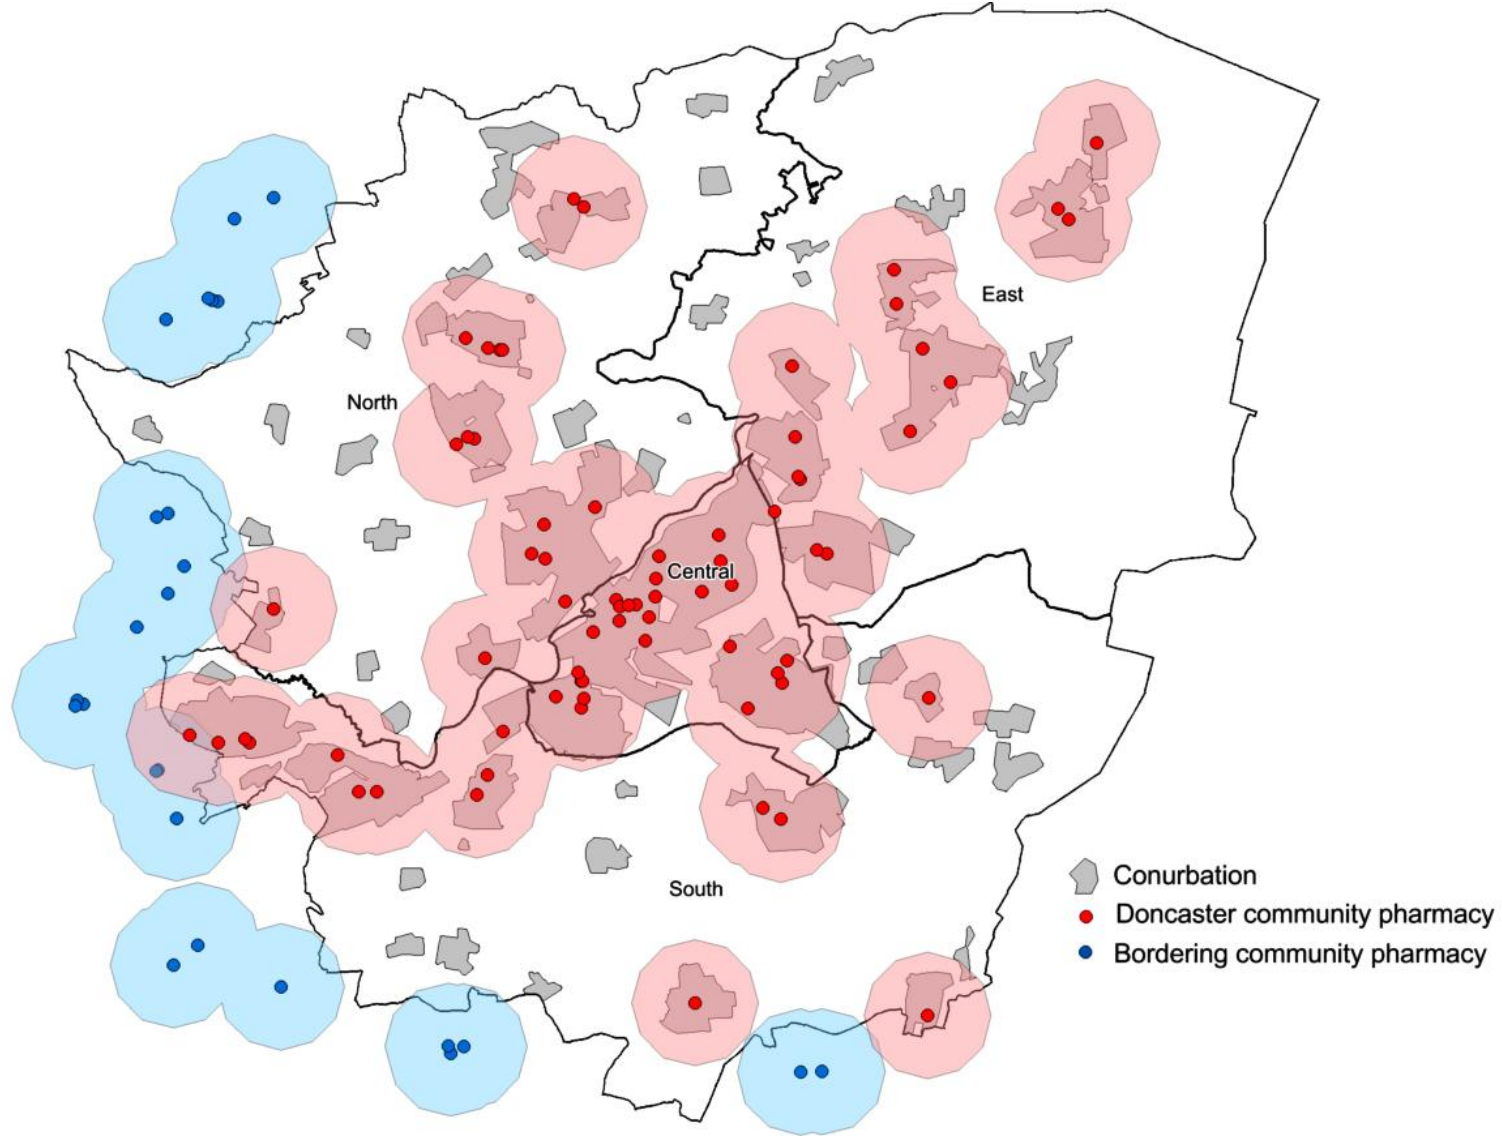 East
North
Central
South
Conurbation
Doncaster community pharmacy
Bordering community pharmacy